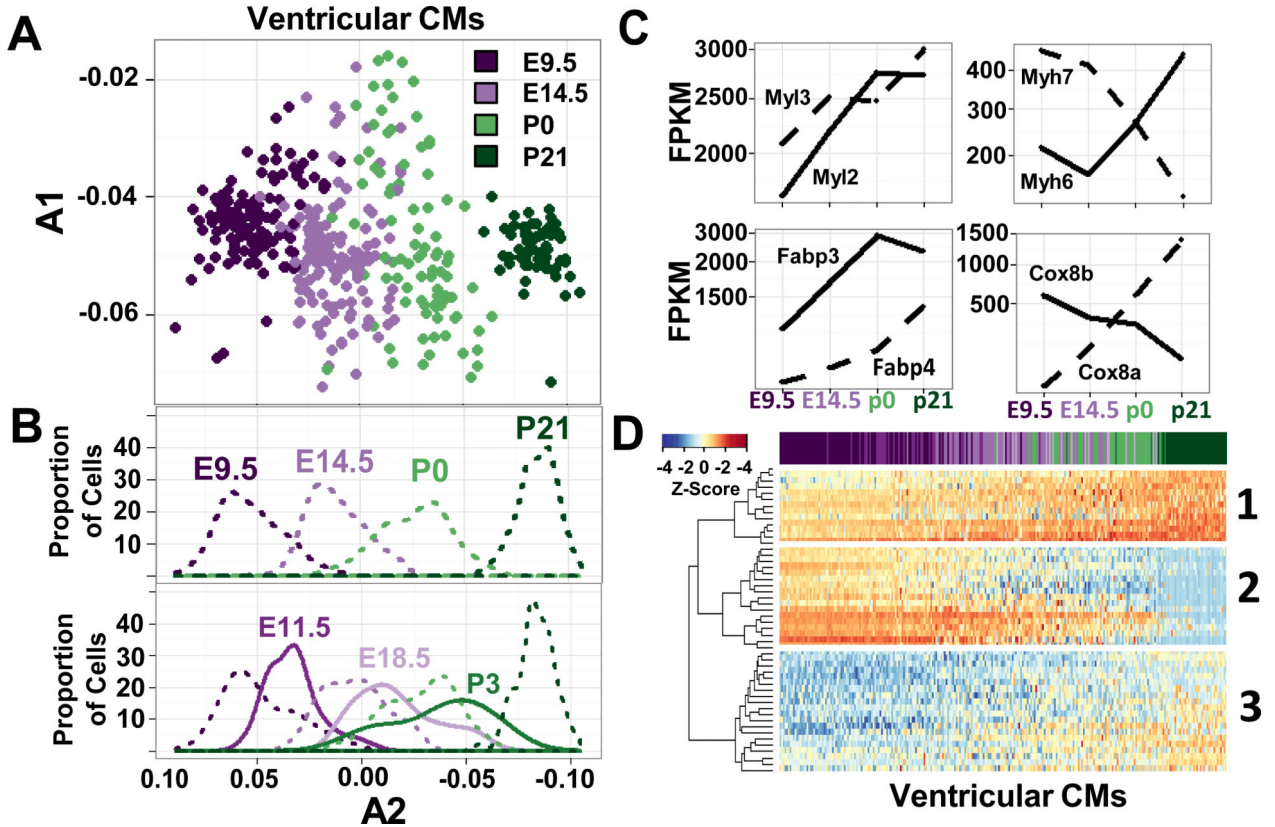 A
Ventricular CMs
A1
-0.02
-0.04
-0.06
E9.5
E14.5
P0
P21
B
Proportion
of Cells
40
30
20
10
E9.5
E14.5
P0
P21
Proportion
of Cells
40
30
20
10
E11.5
E18.5
P3
0.10 0.05 0.00 -0.05 -0.10
A2
C
FPKM
3000
2500
2000
Myl3
Myl2
400
300
200
Myh7
Myh6
FPKM
3000
2000
1500
Fabp3
Fabp4
1500
1000
500
Cox8b
Cox8a
E9.5 E14.5 p0 p21
E9.5 E14.5 p0 p21
D
-4 -2 0 -2 -4
Z-Score
1
2
3
Ventricular CMs